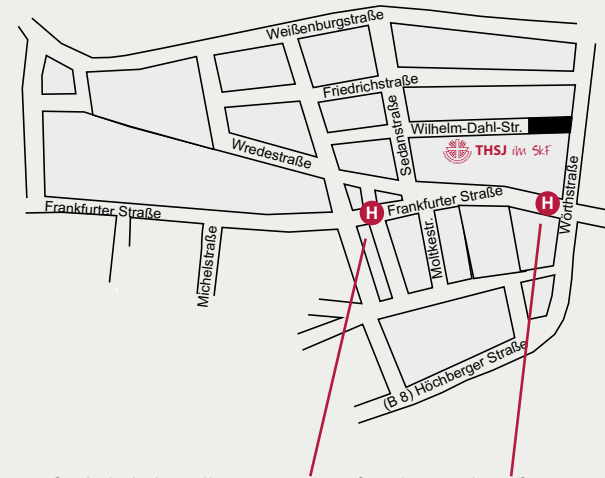 Weißenburgstraße
Friedrichstraße
Sedanstraße
Wilhelm-Dahl-Str.
THSJ im SkF
Wredestraße
Wörthstraße
H
H
Frankfurter Straße
Frankfurter Straße
Moltkestr.
Michelstraße
(B 8) Höchberger Straße